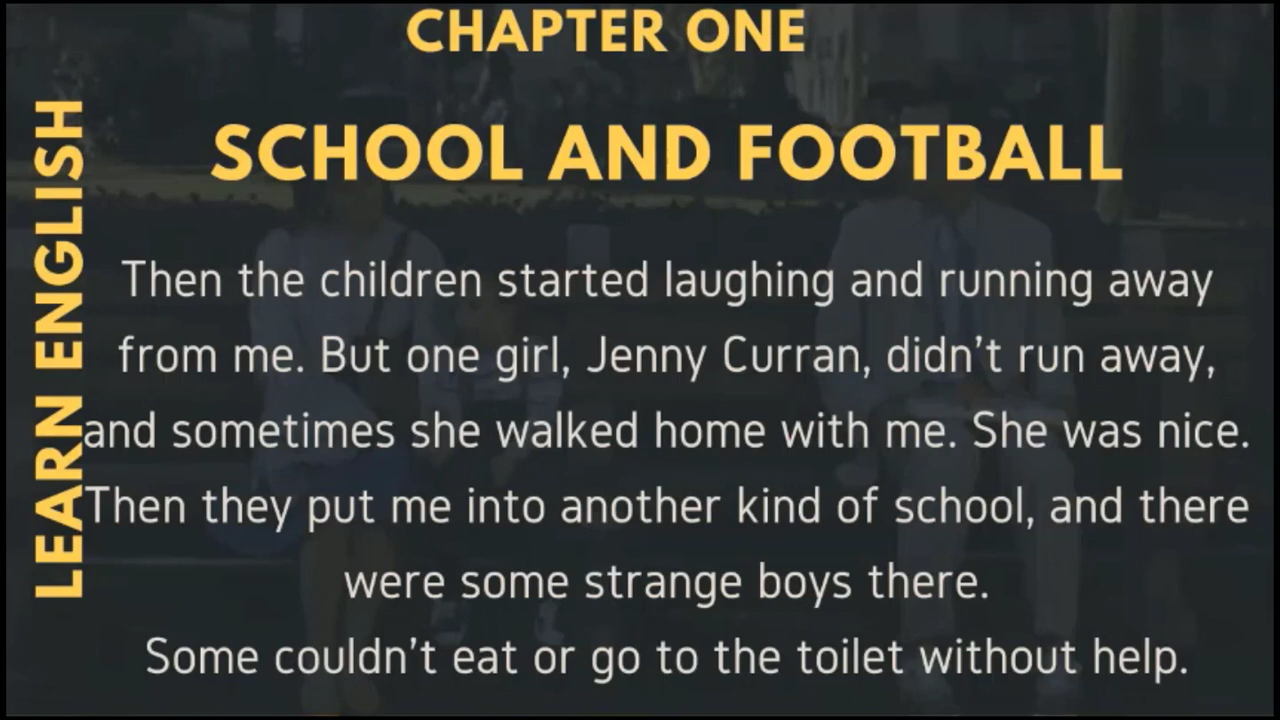 CHAPTER ONE
SCHOOL AND FOOTBALL
LEARN ENGLISH
Then the children started laughing and running away
from me. But one girl, Jenny Curran, didn't run away,
and sometimes she walked home with me. She was nice.
Then they put me into another kind of school, and there
were some strange boys there.
Some couldn't eat or go to the toilet without help.